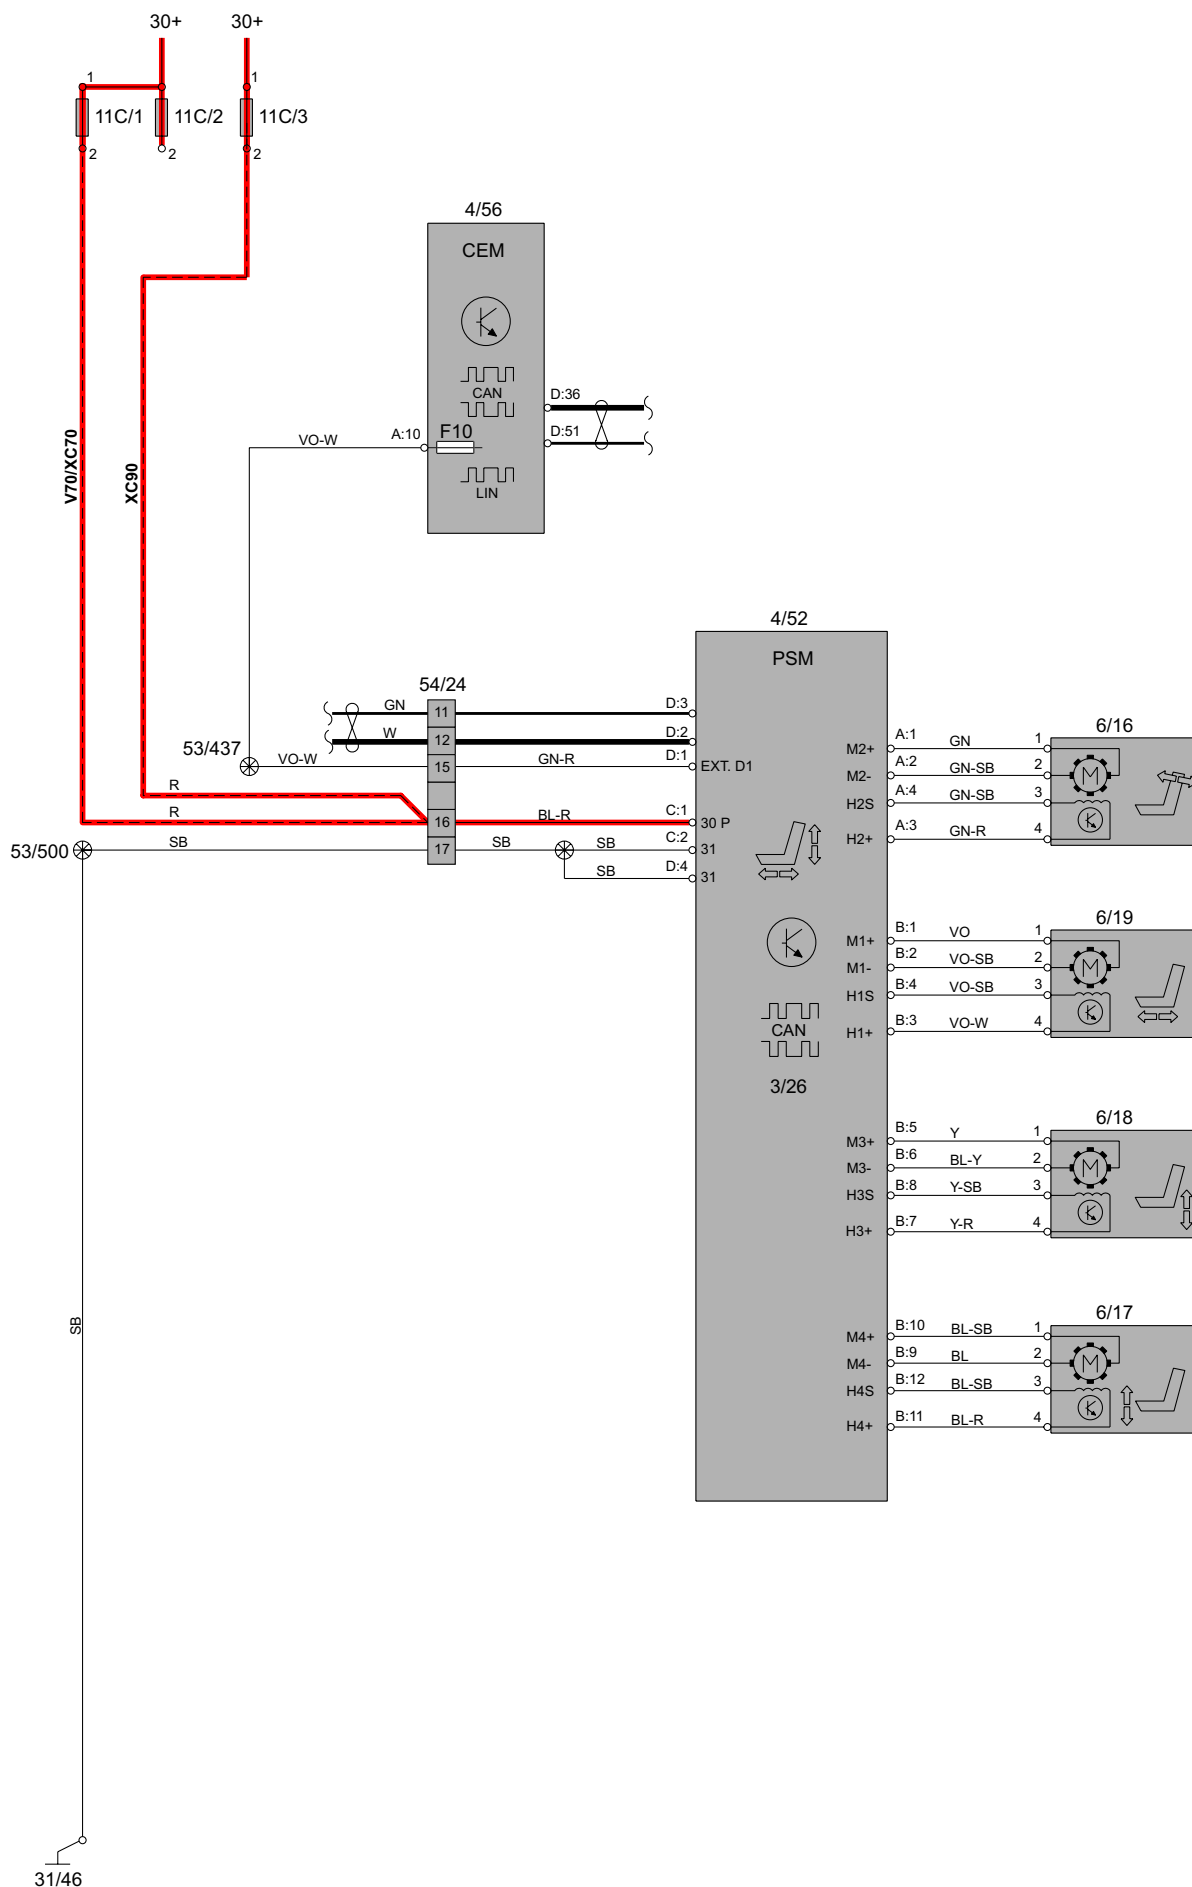 30+ 30+
1 1
11C/1 11C/2 11C/3
2 2 2
4/56
CEM
CAN
D:36
VO-W A:10 F10 D:51
LIN
V70/XC70
XC90
4/52
PSM
54/24
GN 11 D:3
W 12 D:2
53/437 VO-W 15 GN-R D:1 EXT. D1
R
R 16 BL-R C:1 30 P
53/500 SB 17 SB SB C:2 31
SB D:4 31
6/16
M2+ A:1 GN 1
M2- A:2 GN-SB 2 M
H2S A:4 GN-SB 3
H2+ A:3 GN-R 4
6/19
M1+ B:1 VO 1
M1- B:2 VO-SB 2 M
H1S B:4 VO-SB 3
H1+ B:3 VO-W 4
CAN
3/26
6/18
M3+ B:5 Y 1
M3- B:6 BL-Y 2 M
H3S B:8 Y-SB 3
H3+ B:7 Y-R 4
6/17
M4+ B:10 BL-SB 1
M4- B:9 BL 2 M
H4S B:12 BL-SB 3
H4+ B:11 BL-R 4
SB
31/46